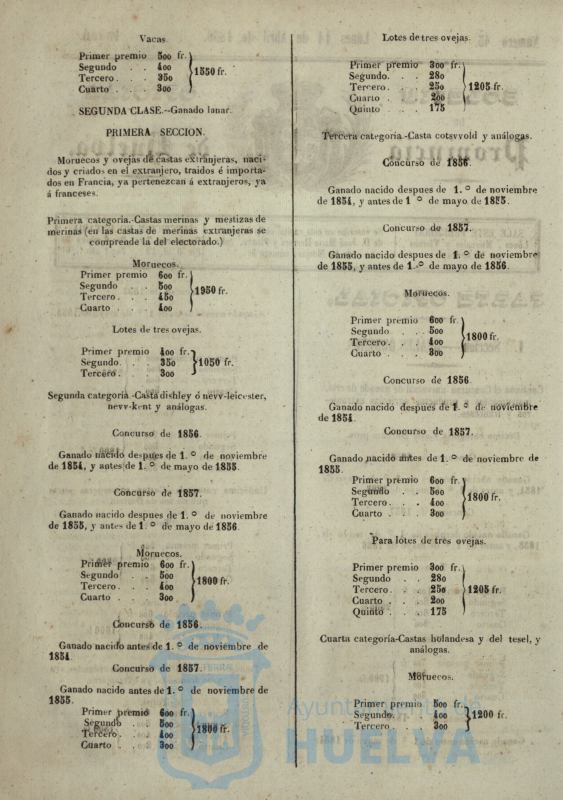 Vacas.
Primer premio 500 fr.
Segundo . . 400
Tercero . . 350
Cuarto . . 300
1550 fr.
SEGUNDA CLASE.--Ganado lanar.
PRIMERA SECCION.
Moruecos y ovejas de castas extranjeras, naci-
dos y criados en el extranjero, traidos é importa-
dos en Francia, ya pertenezcan á extranjeros, ya
á franceses.
Primera categoría.-Castas merinas y mestizas de
merinas (en las castas de merinas extranjeras se
comprende la del electorado.)
Moruecos.
Primer premio 600 fr.
Segundo . . 500
Tercero . . 450
Cuarto . . 400
1950 fr.
Lotes de tres ovejas.
Primer premio 400 fr.
Segundo. . . 350
Tercero. . . 300
1050 fr.
Segunda categoria.-Casta dishley ó nevv-leicester,
nevv-kent y análogas.
Concurso de 1856.
Ganado nacido despues de 1.º de noviembre
de 1854, y antes de 1.º de mayo de 1855.
Concurso de 1857.
Ganado nacido despues de 1.º de noviembre
de 1855, y antes de 1.º de mayo de 1856.
Moruecos.
Primer premio 600 fr.
Segundo . . 500
Tercero . . 400
Cuarto . . 300
1800 fr.
Concurso de 1856.
Ganado nacido antes de 1.º de noviembre de
1854.
Concurso de 1857.
Ganado nacido antes de 1.º de noviembre de
1855.
Primer premio 600 fr.
Segundo . . 500
Tercero . . 400
Cuarto . . 300
1800 fr.
Lotes de tres ovejas.
Primer premio 300 fr.
Segundo. . . 280
Tercero. . . 250
Cuarto . . 200
Quinto . . 175
1205 fr.
Tercera categoria.-Casta cotsvvold y análogas.
Concurso de 1856.
Ganado nacido despues de 1.º de noviembre
de 1854, y antes de 1º de mayo de 1855.
Concurso de 1857.
Ganado nacido despues de 1.º de noviembre
de 1855, y antes de 1.º de mayo de 1856.
Moruecos.
Primer premio 600 fr.
Segundo . . 500
Tercero . . 400
Cuarto . . 300
1800 fr.
Concurso de 1856.
Ganado nacido despues de 1.º de noviembre
de 1854.
Concurso de 1857.
Ganado nacido antes de 1.º de noviembre de
1855.
Primer premio 600 fr.
Segundo . . 500
Tercero . . 400
Cuarto . . 300
1800 fr.
Para lotes de tres ovejas.
Primer premio 300 fr.
Segundo . . 280
Tercero . . 250
Cuarto . . 200
Quinto . . 175
1205 fr.
Cuarta categoría-Castas holandesa y del tesel, y
análogas.
Moruecos.
Primer premio 500 fr.
Segundo. . . 400
Tercero . . 300
1200 fr.
Ayuntamiento de
HUELVA